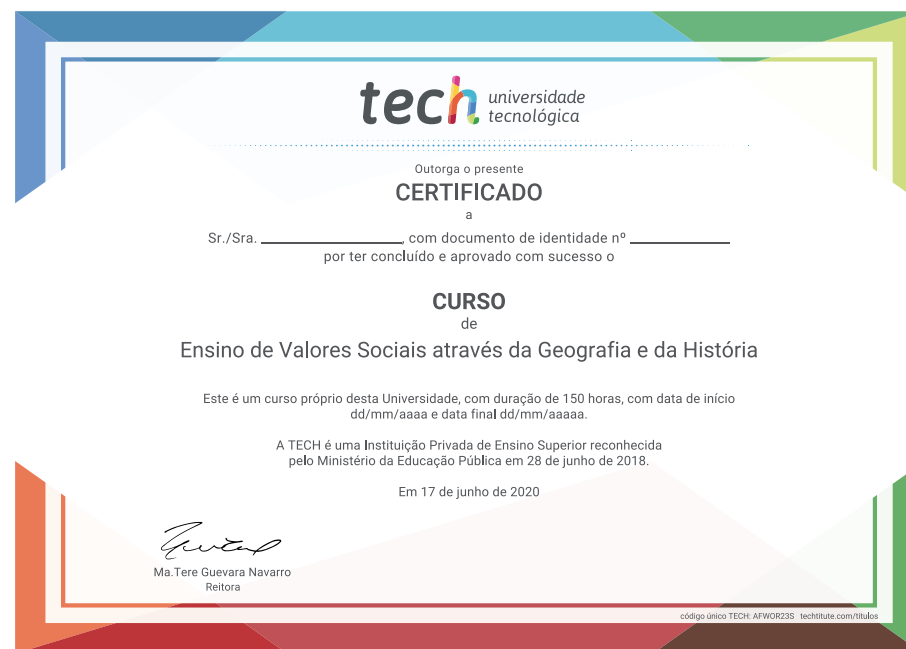 tech universidade
tecnológica
Outorga o presente
CERTIFICADO
a
Sr./Sra. ____________________, com documento de identidade nº ______________
por ter concluído e aprovado com sucesso o
CURSO
de
Ensino de Valores Sociais através da Geografia e da História
Este é um curso próprio desta Universidade, com duração de 150 horas, com data de início
dd/mm/aaaa e data final dd/mm/aaaaa.
A TECH é uma Instituição Privada de Ensino Superior reconhecida
pelo Ministério da Educação Pública em 28 de junho de 2018.
Em 17 de junho de 2020
Ma.Tere Guevara Navarro
Reitora
código único TECH: AFWOR23S techtitute.com/titulos